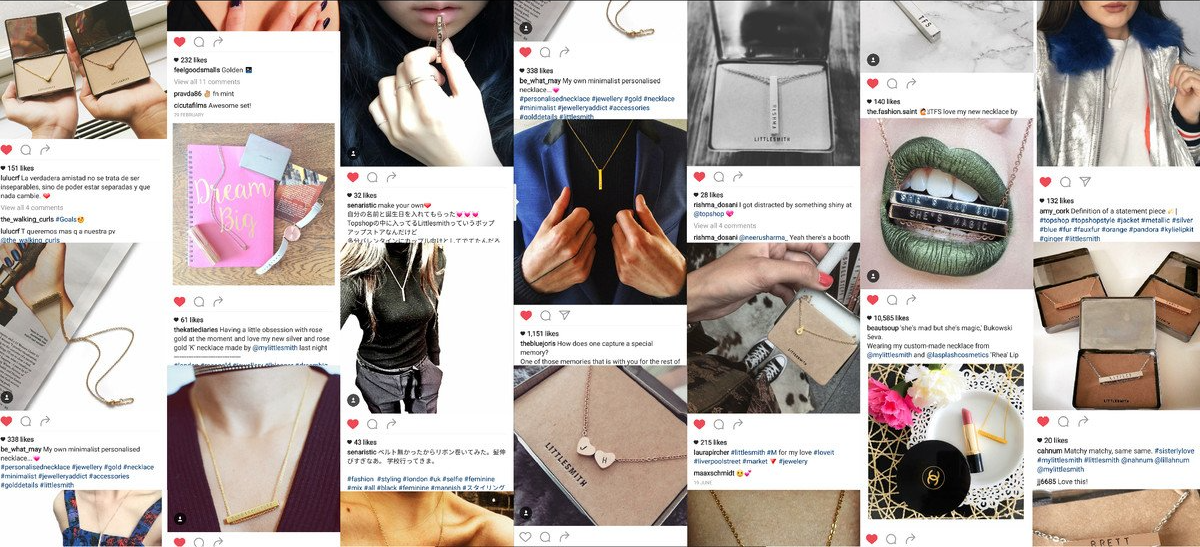 151 likes
lulucrf La verdadera amistad no se trata de ser
inseparables, sino de poder estar separadas y que
nada cambie. ❤️
View all 4 comments
the_walking_curls #Goals
lulucrf T queremos mas q a nuestra pv
@the_walking_curls
338 likes
be_what_may My own minimalist personalised
necklace...
#personalisednecklace #jewellery #gold #necklace
#minimalist #jewelleryaddict #accessories
#golddetails #littlesmith
232 likes
feelgoodsmalls Golden
View all 11 comments
pravda86 fn mint
cicutafilms Awesome set!
Dream
Big
61 likes
thekatiediaries Having a little obsession with rose
gold at the moment and love my new silver and rose
gold 'K' necklace made by @mylittlesmith last night
32 likes
senaristic make your own
自分の名前と誕生日を入れてもらった
Topshopの中に入ってるLittlesmithっていうポップ
アップストアなんだけど
43 likes
senaristic ベルト無かったからリボン巻いてみた。髪伸
びすぎなあ。 学校行ってきま。
#fashion #styling #london #uk #selfie #feminine
#mix #all #black #feminine #mannish #スタイリング
338 likes
be_what_may My own minimalist personalised
necklace...
#personalisednecklace #jewellery #gold #necklace
#minimalist #jewelleryaddict #accessories
#golddetails #littlesmith
1,151 likes
thebluejoris How does one capture a special
memory?
One of those memories that is with you for the rest of
J H
LITTLESMITH
RISHMA
LITTLESMITH
28 likes
rishma_dosani I got distracted by something shiny at
@topshop
View all 4 comments
rishma_dosani @neerusharma_ Yeah there's a booth
LITTLESMITH
215 likes
laurapircher #littlesmith #M for my love #loveit
#liverpoolstreet #market #jewelery
maaxschmidt
TFS
140 likes
the.fashion.saint TFS love my new necklace by
SHE'S MAD BUT
SHE'S MAGIC
10,585 likes
beautsoup 'she's mad but she's magic,' Bukowski
Seva.
Wearing my custom-made necklace from
@mylittlesmith and @lasplashcosmetics 'Rhea' Lip
132 likes
amy_cork Definition of a statement piece
#topshop #topshopstyle #jacket #metallic #silver
#blue #fur #fauxfur #orange #pandora #kylielipkit
#ginger #littlesmith
LITTLESMITH
20 likes
cahnum Matchy matchy, same same. #sisterlylove
#mylittlesmith #littlesmith @nahnum @lillahnum
@mylittlesmith
jj6685 Love this!
BRETT